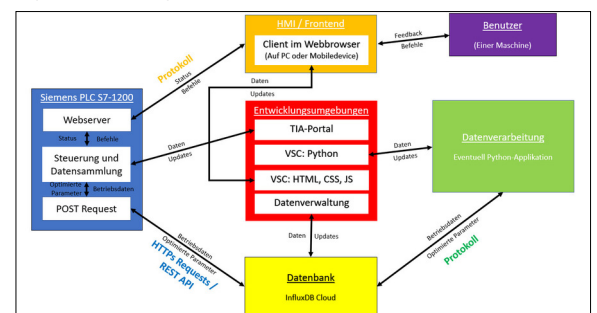 HMI / Frontend
Client im Webbrowser
(Auf PC oder Mobiledevice)
Feedback
Befehle
Benutzer
(Einer Maschine)
Protokoll
Status
Befehle
Daten
Updates
Siemens PLC S7-1200
Webserver
Status
Befehle
Steuerung und
Datensammlung
Optimierte
Parameter
Betriebsdaten
POST Request
Daten
Updates
Entwicklungsumgebungen
TIA-Portal
VSC: Python
VSC: HTML, CSS, JS
Datenverwaltung
Daten
Updates
Datenverarbeitung
Eventuell Python-Applikation
Betriebsdaten
Optimierte Parameter
HTTPs Requests /
REST API
Daten
Updates
Betriebsdaten
Optimierte Parameter
Protokoll
Datenbank
InfluxDB Cloud